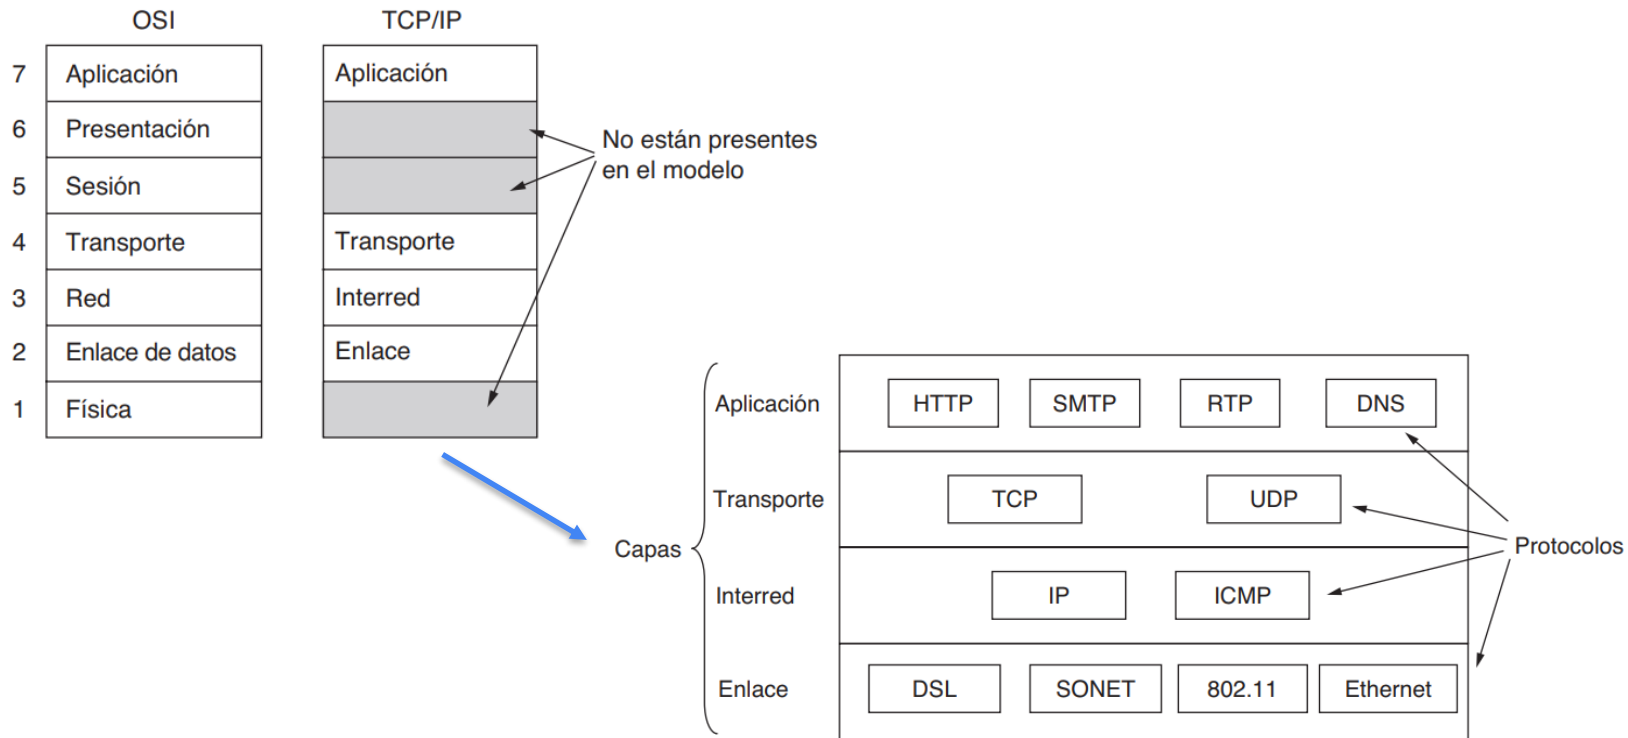 OSI
TCP/IP
7 Aplicación Aplicación
6 Presentación
5 Sesión
4 Transporte Transporte
3 Red Interred
2 Enlace de datos Enlace
1 Física
No están presentes
en el modelo
Capas
Aplicación HTTP SMTP RTP DNS
Transporte TCP UDP
Interred IP ICMP
Enlace DSL SONET 802.11 Ethernet
Protocolos